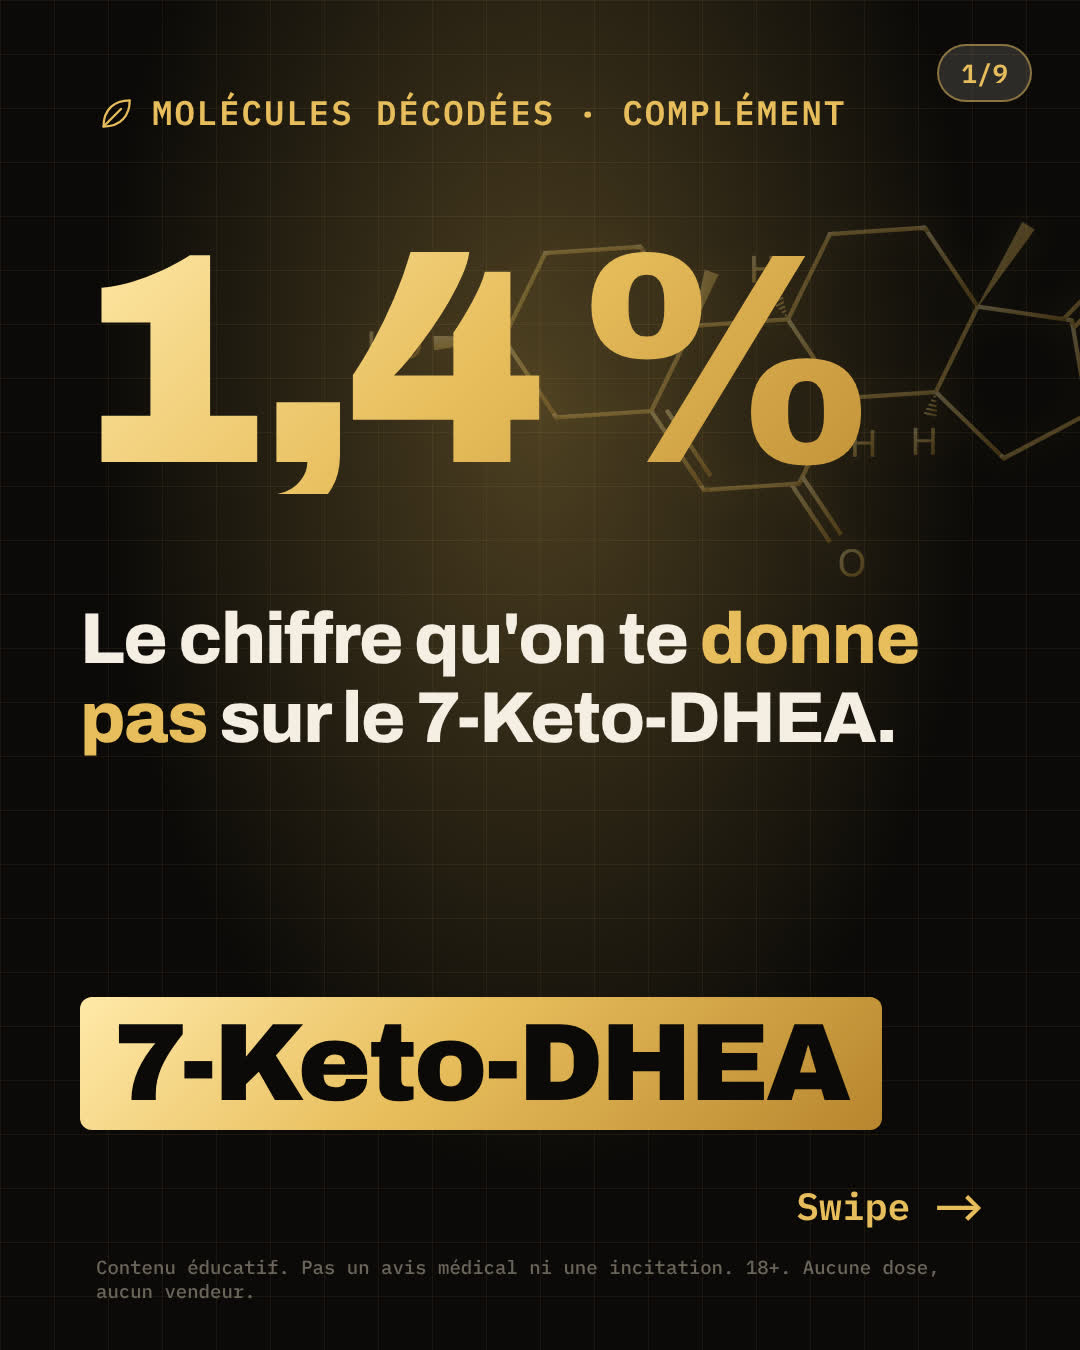 1/9
MOLÉCULES DÉCODÉES · COMPLÉMENT
1,4 %
H
H
H
O
Le chiffre qu'on te donne
pas sur le 7-Keto-DHEA.
7-Keto-DHEA
Swipe →
Contenu éducatif. Pas un avis médical ni une incitation. 18+. Aucune dose,
aucun vendeur.